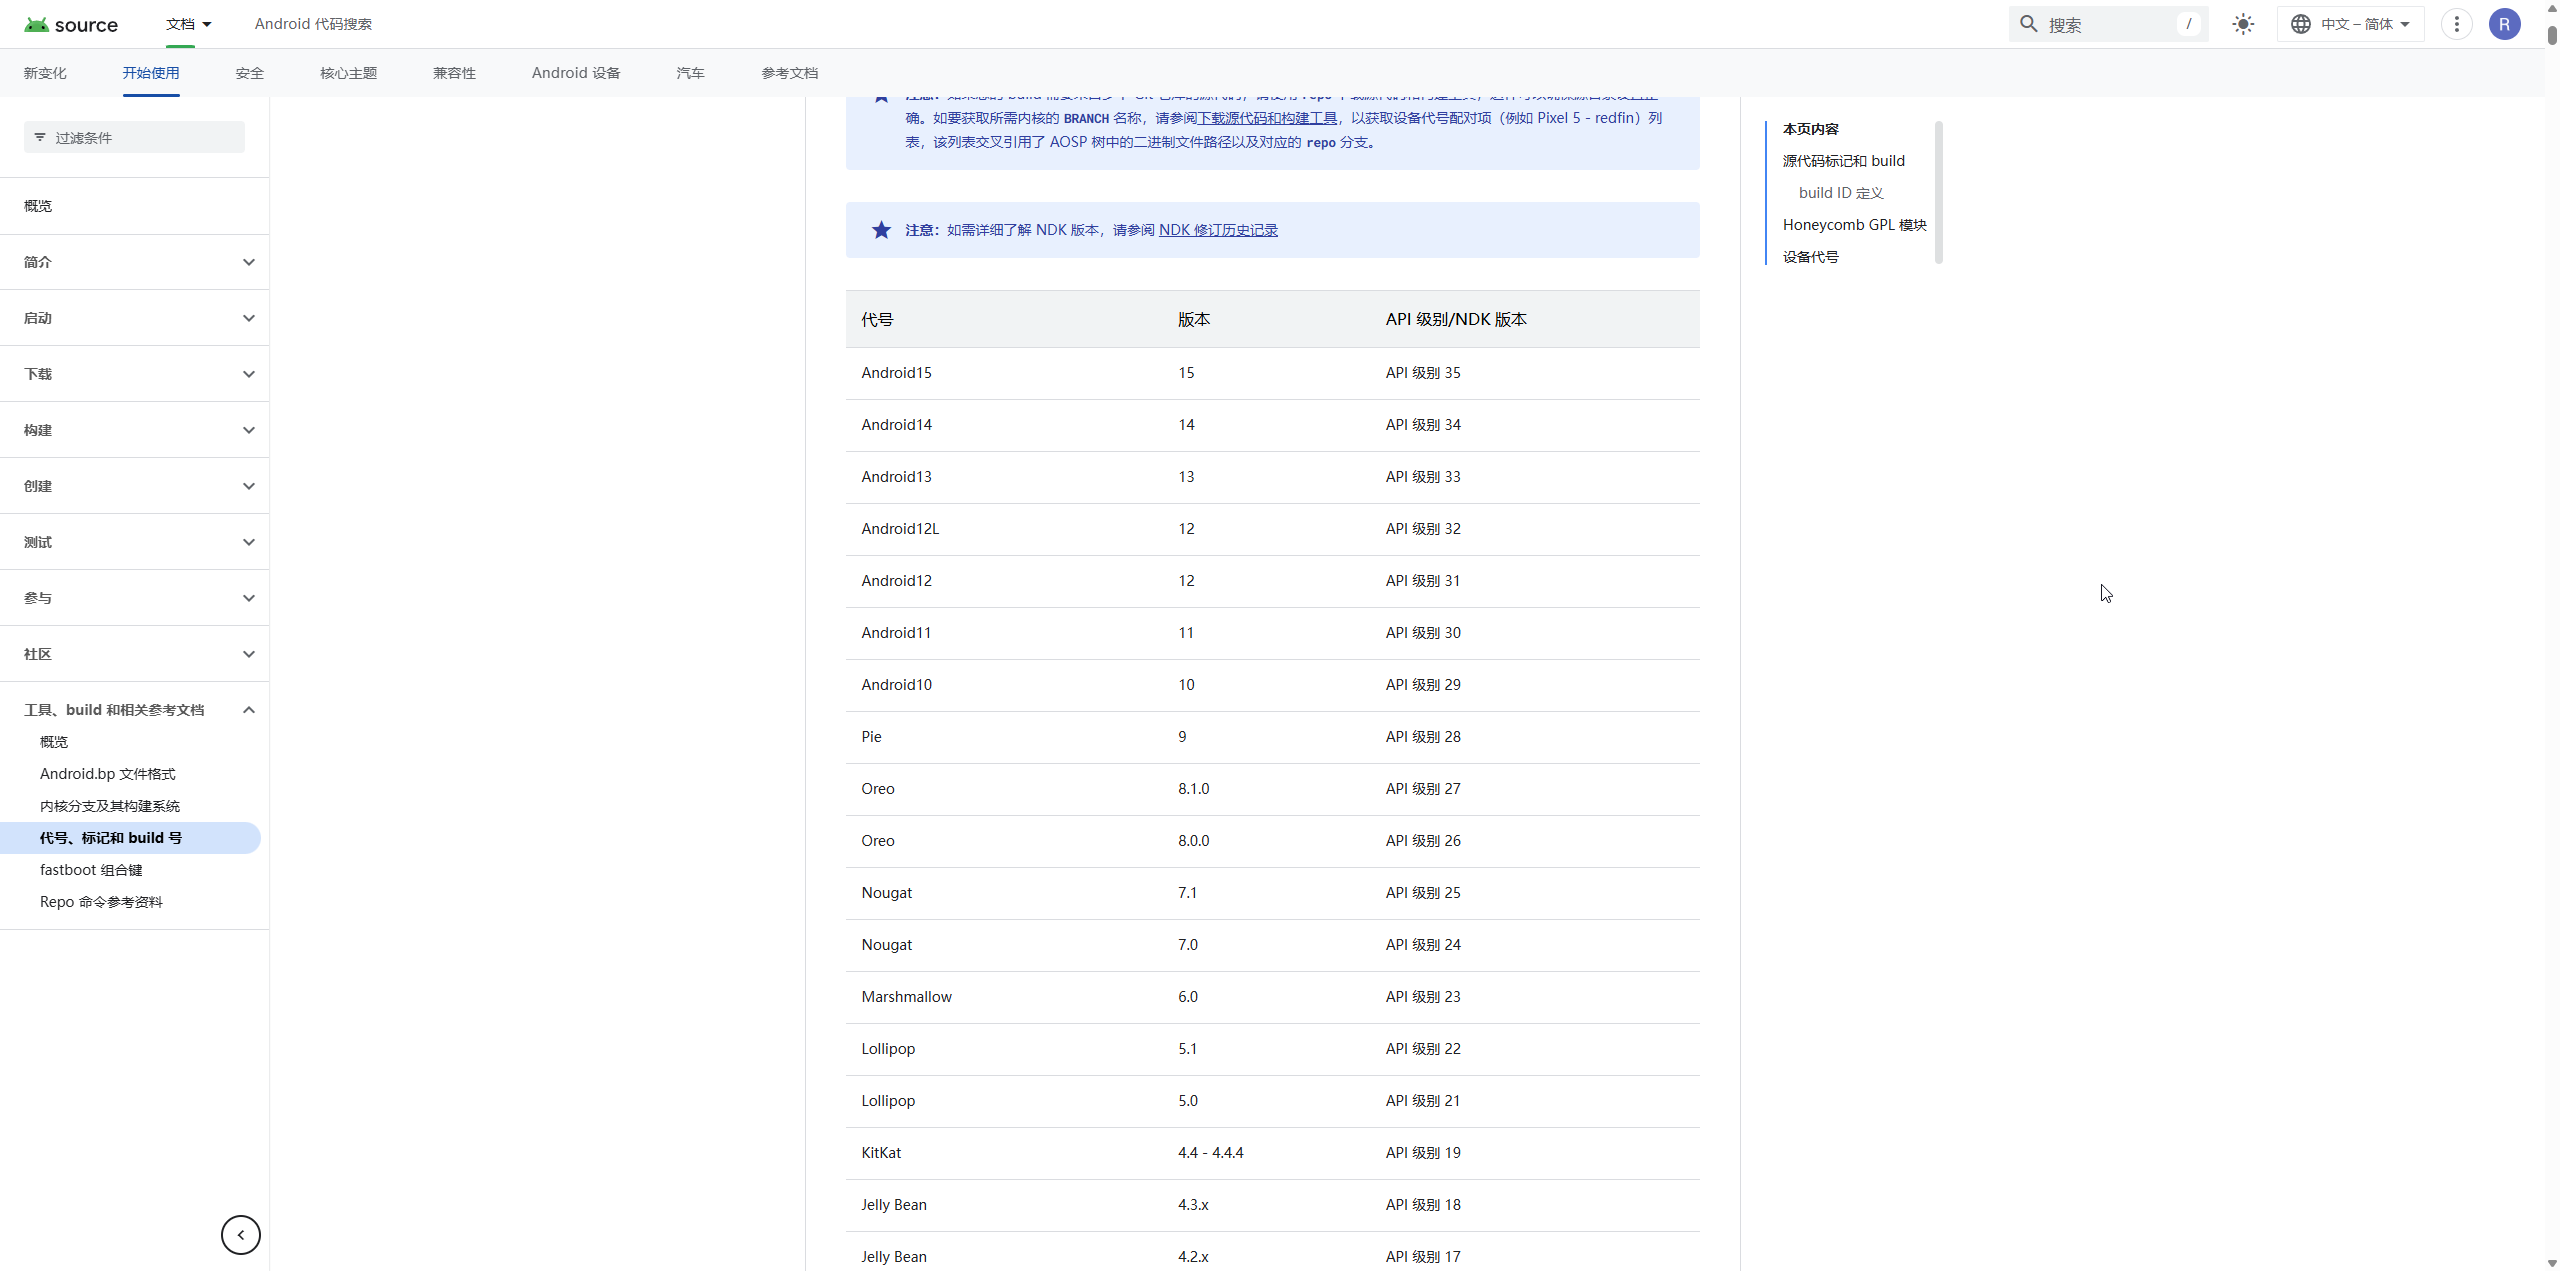 source
文档
Android 代码搜索
搜索
/
中文 – 简体
R
新变化
开始使用
安全
核心主题
兼容性
Android 设备
汽车
参考文档
过滤条件
概览
简介
启动
下载
构建
创建
测试
参与
社区
工具、build 和相关参考文档
概览
Android.bp 文件格式
内核分支及其构建系统
代号、标记和 build 号
fastboot 组合键
Repo 命令参考资料
确。如要获取所需内核的 BRANCH 名称，请参阅下载源代码和构建工具，以获取设备代号配对项（例如 Pixel 5 - redfin）列
表，该列表交叉引用了 AOSP 树中的二进制文件路径以及对应的 repo 分支。
注意：如需详细了解 NDK 版本，请参阅 NDK 修订历史记录
代号 版本 API 级别/NDK 版本
Android15 15 API 级别 35
Android14 14 API 级别 34
Android13 13 API 级别 33
Android12L 12 API 级别 32
Android12 12 API 级别 31
Android11 11 API 级别 30
Android10 10 API 级别 29
Pie 9 API 级别 28
Oreo 8.1.0 API 级别 27
Oreo 8.0.0 API 级别 26
Nougat 7.1 API 级别 25
Nougat 7.0 API 级别 24
Marshmallow 6.0 API 级别 23
Lollipop 5.1 API 级别 22
Lollipop 5.0 API 级别 21
KitKat 4.4 - 4.4.4 API 级别 19
Jelly Bean 4.3.x API 级别 18
Jelly Bean 4.2.x API 级别 17
本页内容
源代码标记和 build
build ID 定义
Honeycomb GPL 模块
设备代号